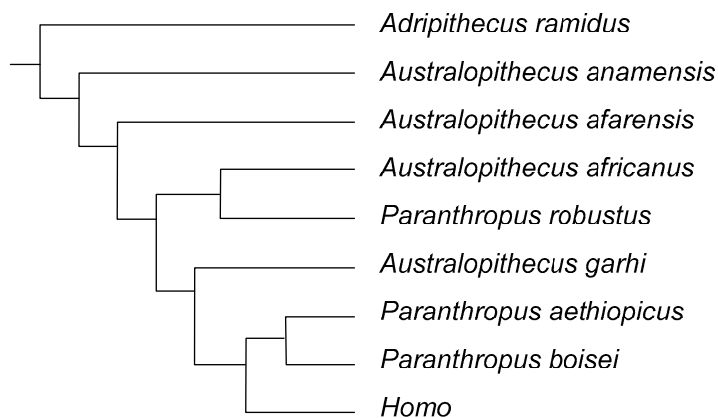 Adripithecus ramidus
Australopithecus anamensis
Australopithecus afarensis
Australopithecus africanus
Paranthropus robustus
Australopithecus garhi
Paranthropus aethiopicus
Paranthropus boisei
Homo